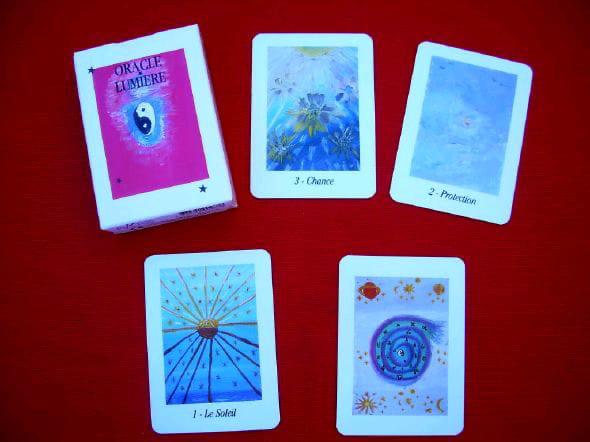 ORACLE
LUMIERE
3 - Chance
2 - Protection
1 - Le Soleil